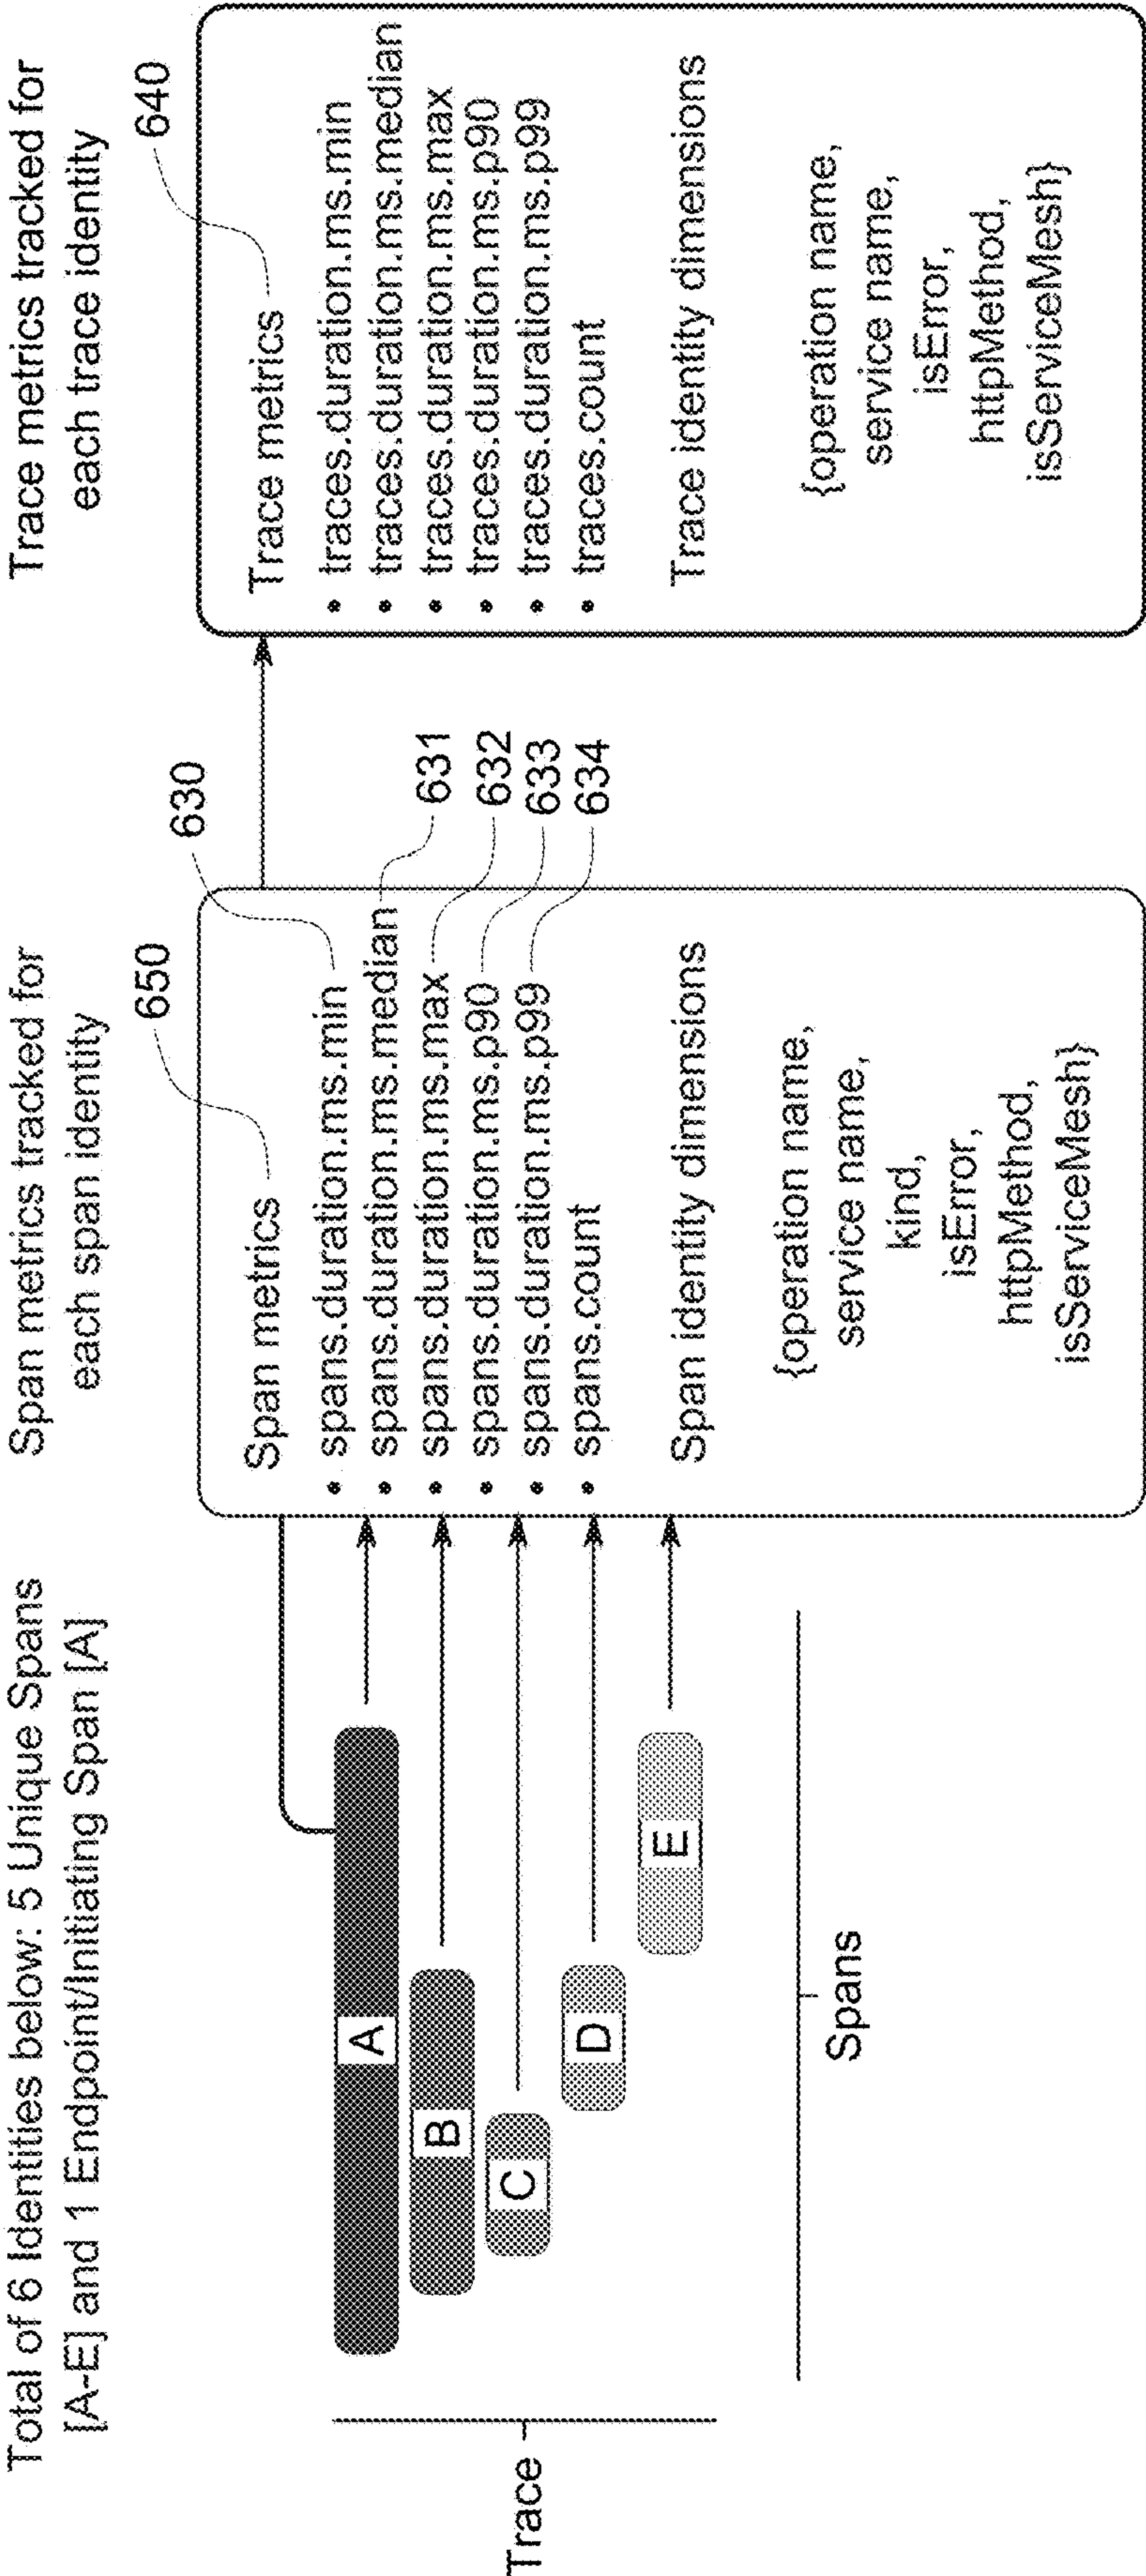 Total of 6 Identities below: 5 Unique Spans
[A-E] and 1 Endpoint/Initiating Span [A]
Trace
A
B
C
D
E
Spans
Span metrics tracked for
each span identity
650
630
Span metrics
• spans.duration.ms.min
• spans.duration.ms.median
• spans.duration.ms.max
• spans.duration.ms.p90
• spans.duration.ms.p99
• spans.count
631
632
633
634
Span identity dimensions
{operation name,
service name,
kind,
isError,
httpMethod,
isServiceMesh}
Trace metrics tracked for
each trace identity
640
Trace metrics
• traces.duration.ms.min
• traces.duration.ms.median
• traces.duration.ms.max
• traces.duration.ms.p90
• traces.duration.ms.p99
• traces.count
Trace identity dimensions
{operation name,
service name,
isError,
httpMethod,
isServiceMesh}